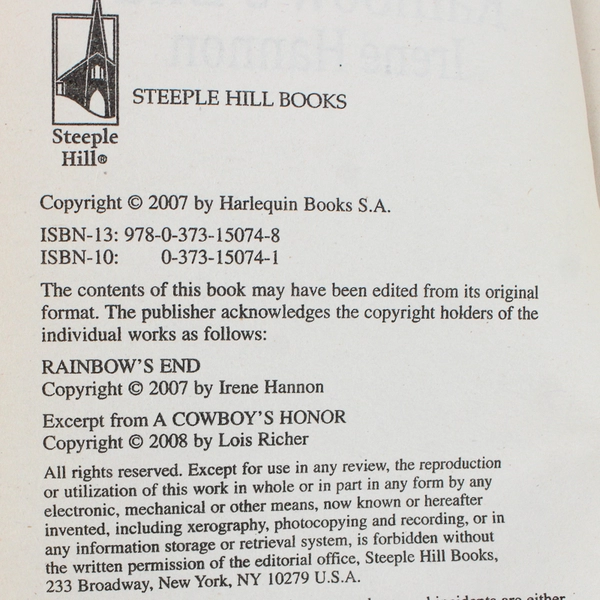 Steeple
Hill®
STEEPLE HILL BOOKS
Copyright © 2007 by Harlequin Books S.A.
ISBN-13: 978-0-373-15074-8
ISBN-10: 0-373-15074-1
The contents of this book may have been edited from its original
format. The publisher acknowledges the copyright holders of the
individual works as follows:
RAINBOW'S END
Copyright © 2007 by Irene Hannon
Excerpt from A COWBOY'S HONOR
Copyright © 2008 by Lois Richer
All rights reserved. Except for use in any review, the reproduction
or utilization of this work in whole or in part in any form by any
electronic, mechanical or other means, now known or hereafter
invented, including xerography, photocopying and recording, or in
any information storage or retrieval system, is forbidden without
the written permission of the editorial office, Steeple Hill Books,
233 Broadway, New York, NY 10279 U.S.A.
incidents are either